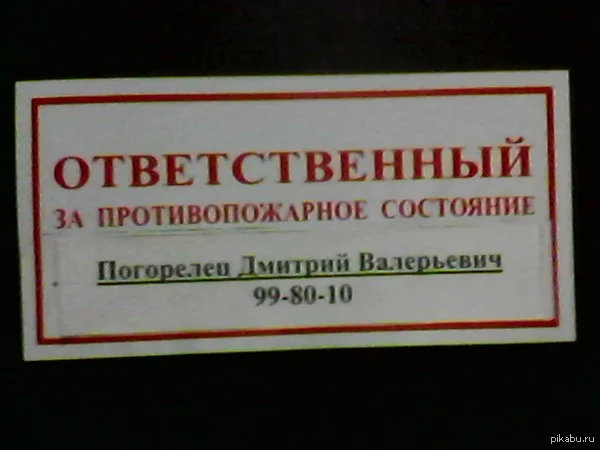 ОТВЕТСТВЕННЫЙ
ЗА ПРОТИВОПОЖАРНОЕ СОСТОЯНИЕ
Погорелец Дмитрий Валерьевич
99-80-10
pikabu.ru